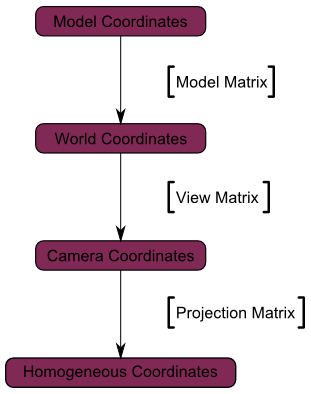 Model Coordinates
[Model Matrix]
World Coordinates
[View Matrix]
Camera Coordinates
[Projection Matrix]
Homogeneous Coordinates